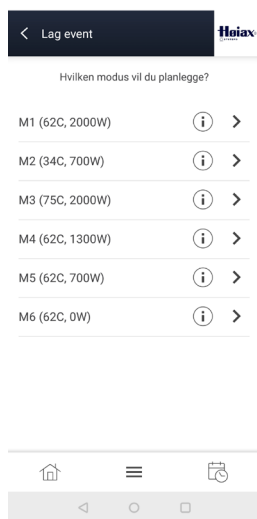 Lag event
Høiax
Hvilken modus vil du planlegge?
M1 (62C, 2000W)
M2 (34C, 700W)
M3 (75C, 2000W)
M4 (62C, 1300W)
M5 (62C, 700W)
M6 (62C, 0W)